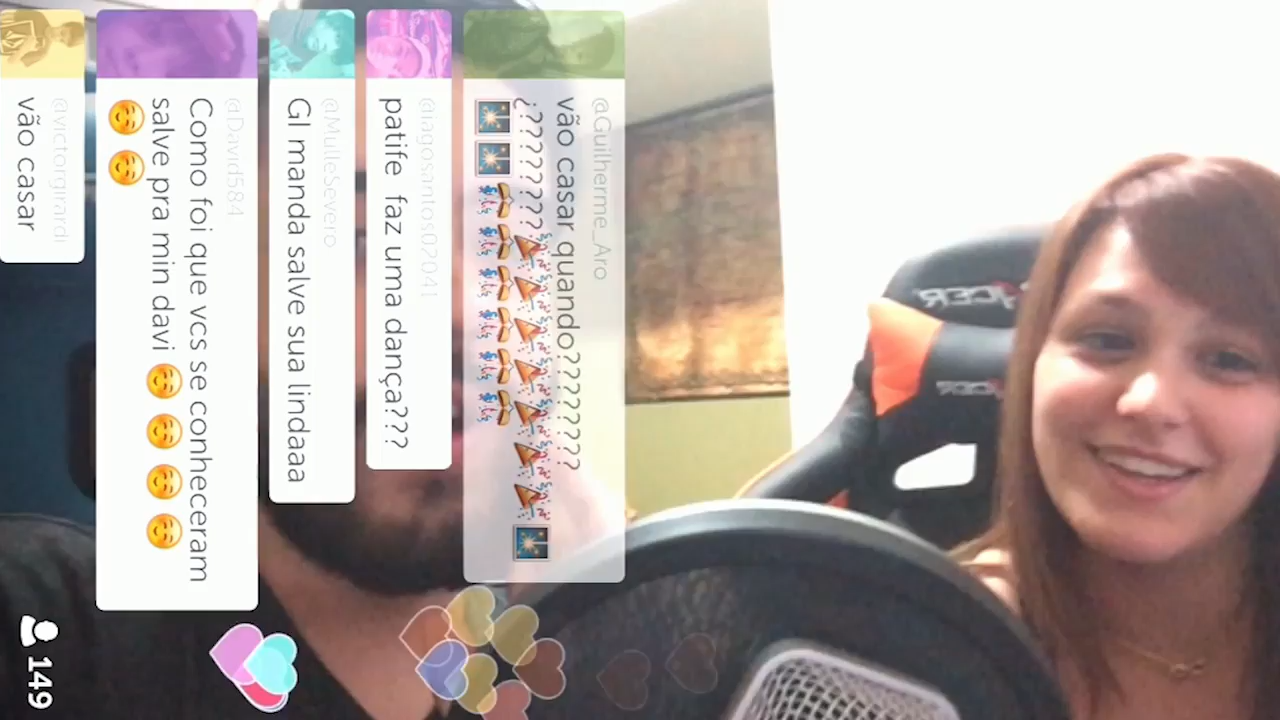 @victorgirardi
vão casar
@David584
Como foi que vcs se conheceram
salve pra min davi
@MulleSevero
GI manda salve sua lindaaa
@iagosantos02041
patife faz uma dança???
@Guilherme_Aro
vão casar quando?????????
¿????????
149